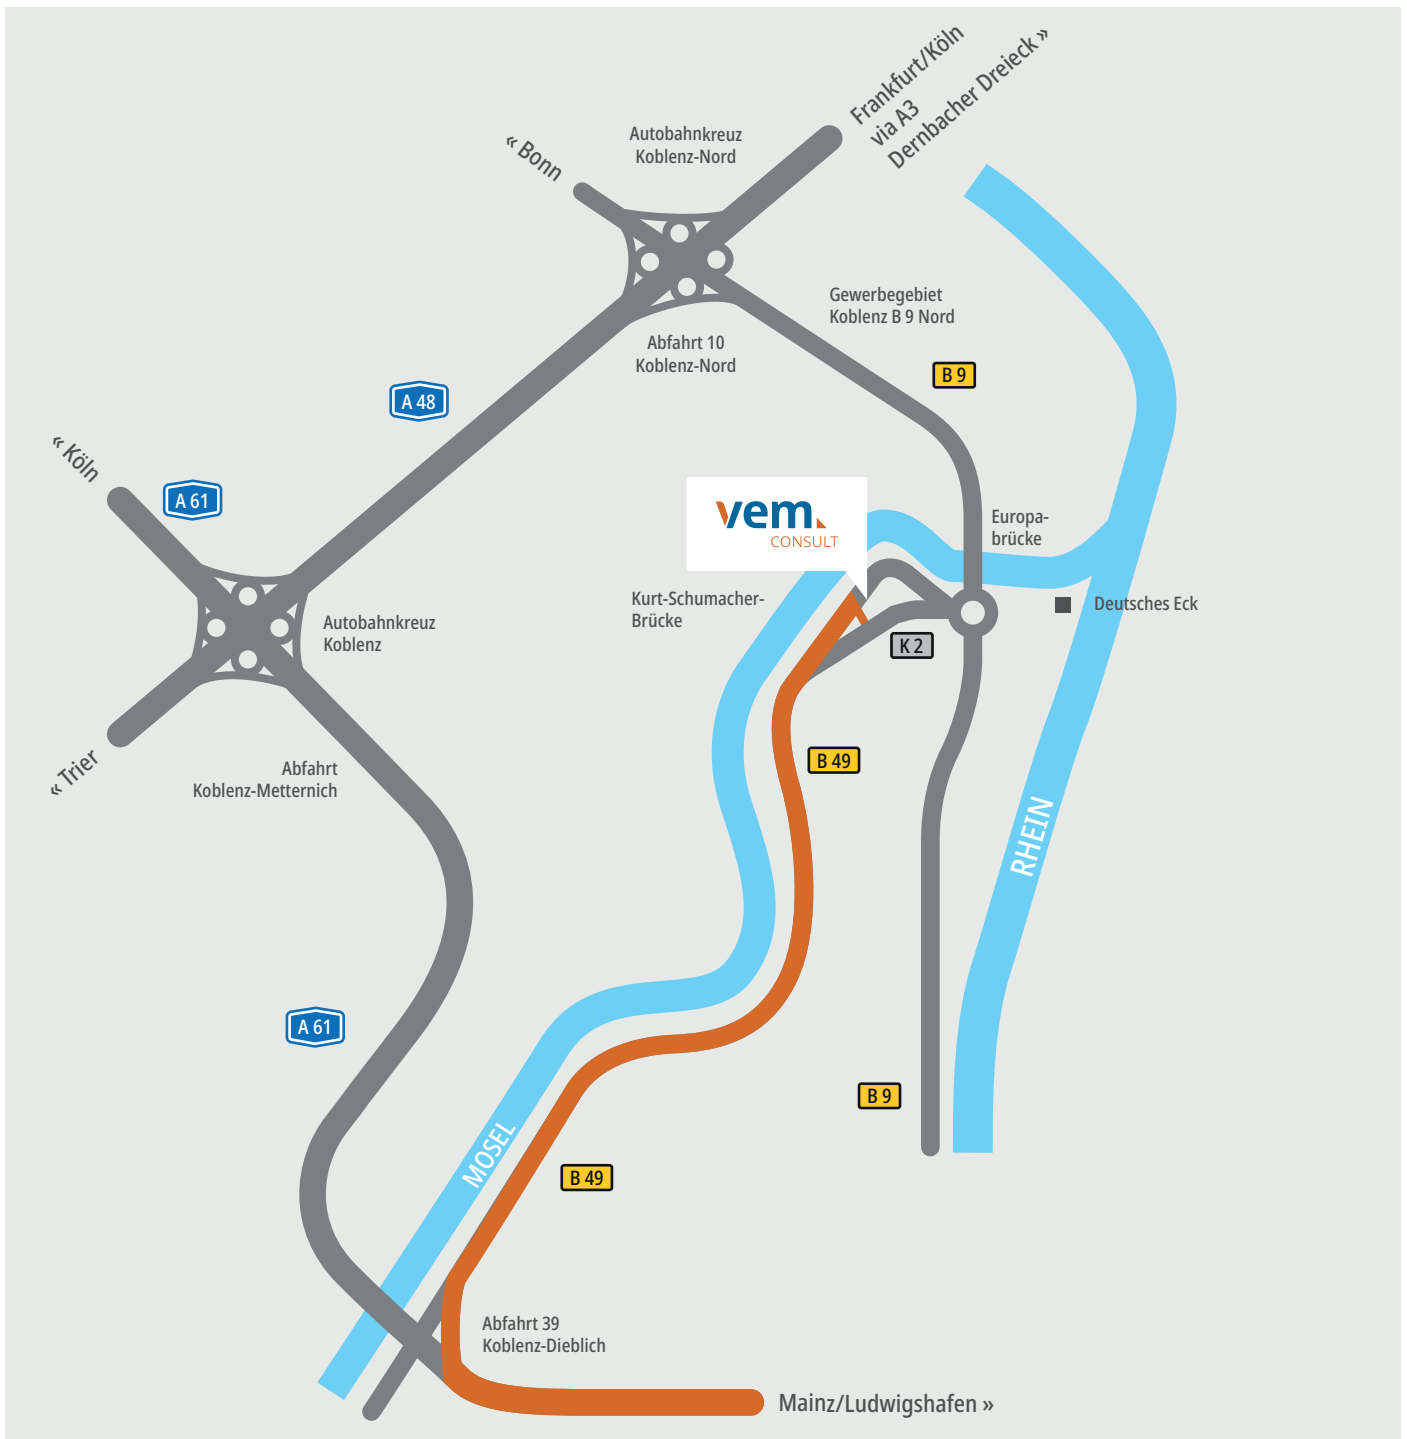 Frankfurt/Köln
via A3
Dernbacher Dreieck »
« Bonn
Autobahnkreuz
Koblenz-Nord
Gewerbegebiet
Koblenz B 9 Nord
Abfahrt 10
Koblenz-Nord
B 9
A 48
« Köln
A 61
vem.
CONSULT
Europa-
brücke
Kurt-Schumacher-
Brücke
Deutsches Eck
K 2
Autobahnkreuz
Koblenz
« Trier
Abfahrt
Koblenz-Metternich
B 49
RHEIN
A 61
B 9
MOSEL
B 49
Abfahrt 39
Koblenz-Dieblich
Mainz/Ludwigshafen »